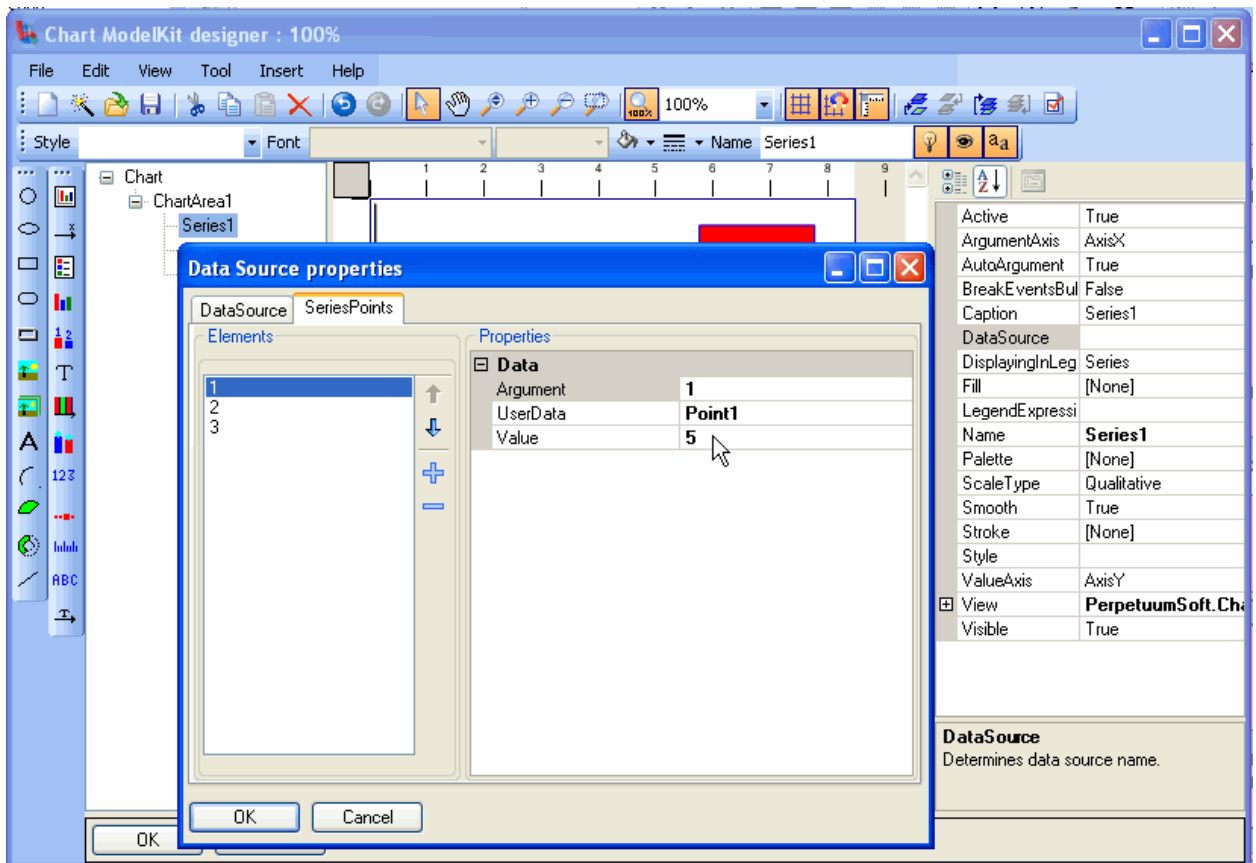 Chart ModelKit designer : 100%
File Edit View Tool Insert Help
100% 100%
Style Font Name Series1 aa
1 2 3 4 5 6 7 8 9
Chart
ChartArea1
Series1
Data Source properties
DataSource SeriesPoints
Elements
1
2
3
Properties
Data
Argument 1
UserData Point1
Value 5
OK Cancel
OK
x
1 2
T
A
123
ABC
T
A Z
Active True
ArgumentAxis AxisX
AutoArgument True
BreakEventsBul False
Caption Series1
DataSource
DisplayingInLeg Series
Fill [None]
LegendExpressi
Name Series1
Palette [None]
ScaleType Qualitative
Smooth True
Stroke [None]
Style
ValueAxis AxisY
View PerpetuumSoft.Cha
Visible True
DataSource
Determines data source name.